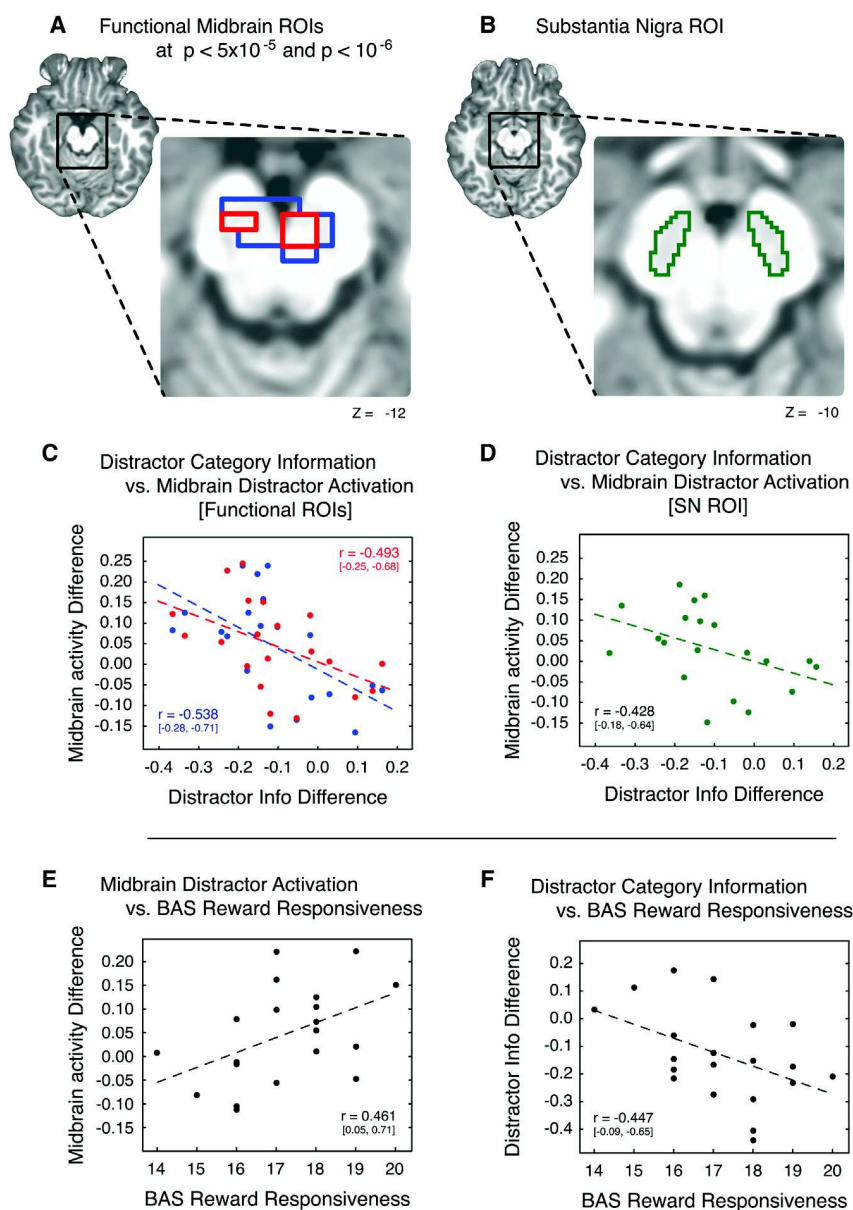 A Functional Midbrain ROIs
at p < 5x10-5 and p < 10-6
B Substantia Nigra ROI
Z = -12
Z = -10
C Distractor Category Information
vs. Midbrain Distractor Activation
[Functional ROIs]
Midbrain activity Difference
0.25
0.20
0.15
0.10
0.05
0.00
-0.05
-0.10
-0.15
r = -0.493
[-0.25, -0.68]
r = -0.538
[-0.28, -0.71]
-0.4 -0.3 -0.2 -0.1 0.0 0.1 0.2
Distractor Info Difference
D Distractor Category Information
vs. Midbrain Distractor Activation
[SN ROI]
Midbrain activity Difference
0.25
0.20
0.15
0.10
0.05
0.00
-0.05
-0.10
-0.15
r = -0.428
[-0.18, -0.64]
-0.4 -0.3 -0.2 -0.1 0.0 0.1 0.2
Distractor Info Difference
E Midbrain Distractor Activation
vs. BAS Reward Responsiveness
Midbrain activity Difference
0.20
0.15
0.10
0.05
0.00
-0.05
-0.10
-0.15
r = 0.461
[0.05, 0.71]
14 15 16 17 18 19 20
BAS Reward Responsiveness
F Distractor Category Information
vs. BAS Reward Responsiveness
Distractor Info Difference
0.2
0.1
0.0
-0.1
-0.2
-0.3
-0.4
r = -0.447
[-0.09, -0.65]
14 15 16 17 18 19 20
BAS Reward Responsiveness